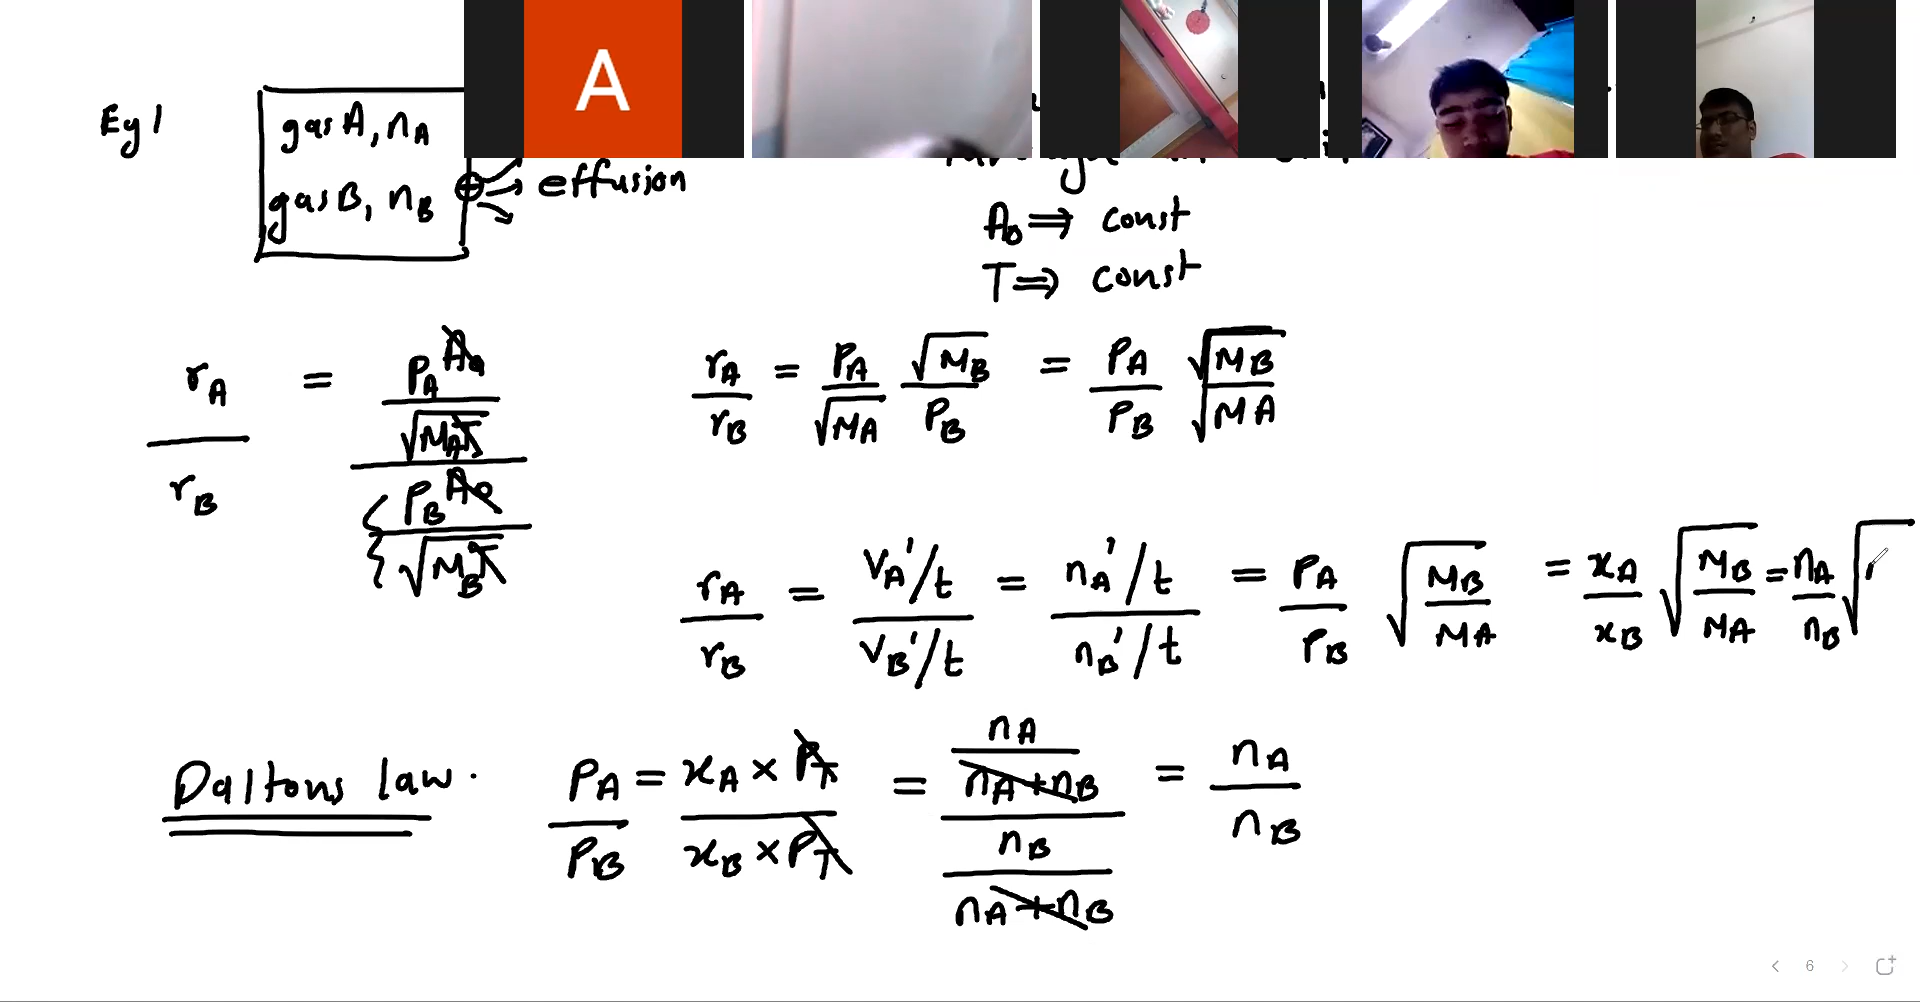 A
Eg 1
gas A, nA
gas B, nB
effusion
A0 ⇒ const
T ⇒ const
rA / rB = (PA A0 / √(MA T)) / (PB A0 / √(MB T))
rA / rB = PA / √MA √MB / PB = PA / PB √MB / √MA
rA / rB = (VA'/t) / (VB'/t) = (nA'/t) / (nB'/t) = PA / PB √(MB / MA) = xA / xB √(MB / MA) = nA / nB √
Daltons law.
PA / PB = (xA × PT) / (xB × PT) = (nA / (nA+nB)) / (nB / (nA+nB)) = nA / nB
6